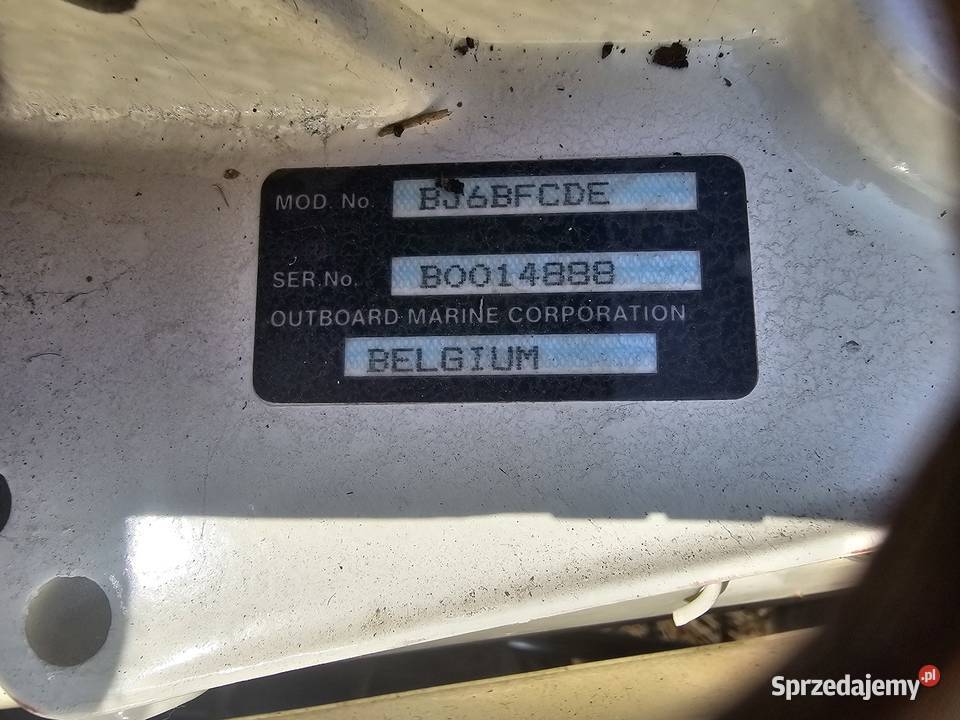 MOD. No. BJ6BFCDE
SER.No. B0014888
OUTBOARD MARINE CORPORATION
BELGIUM
Sprzedajemy.pl